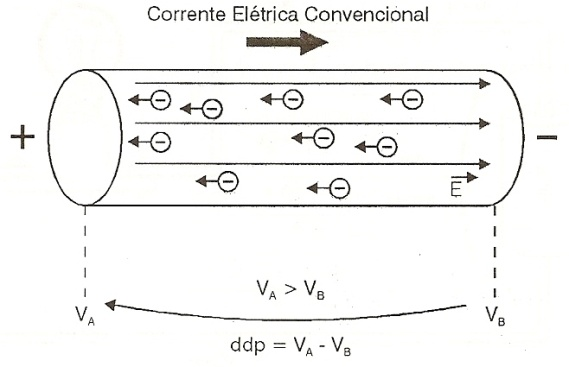 Corrente Elétrica Convencional
+
−
E
V_A > V_B
V_A
V_B
ddp = V_A - V_B